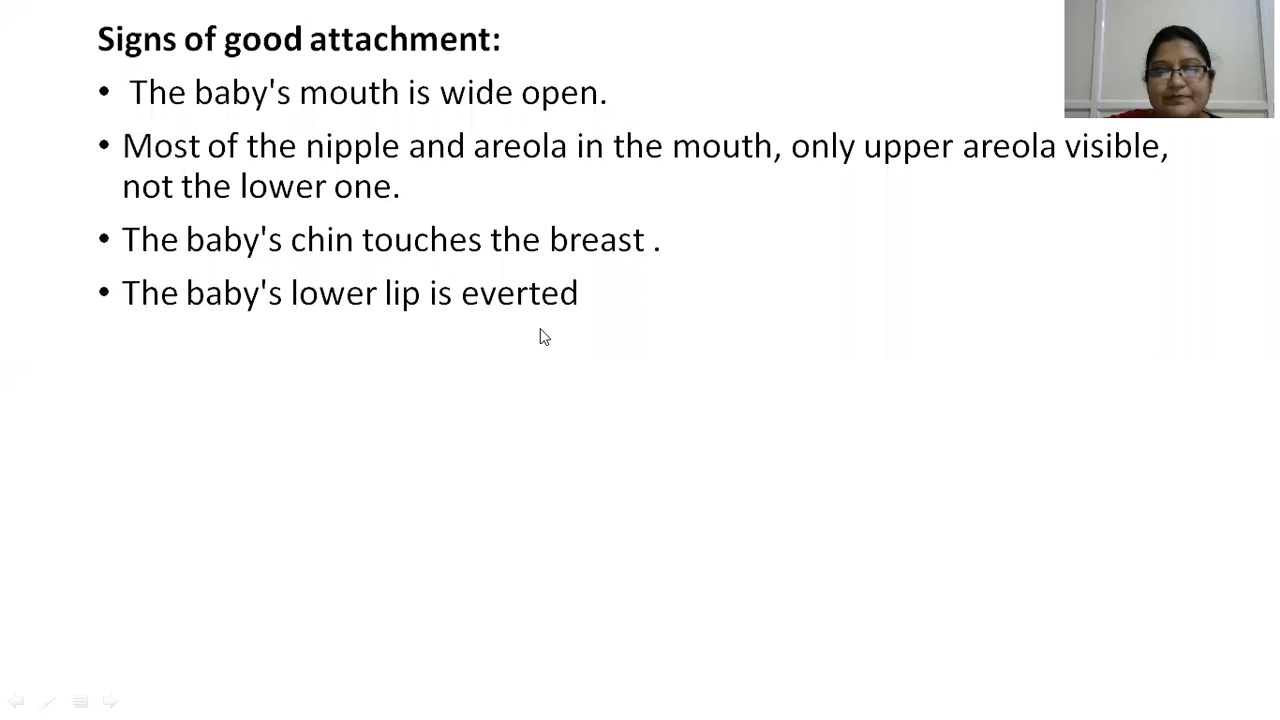 Signs of good attachment:
• The baby's mouth is wide open.
• Most of the nipple and areola in the mouth, only upper areola visible,
not the lower one.
• The baby's chin touches the breast .
• The baby's lower lip is everted